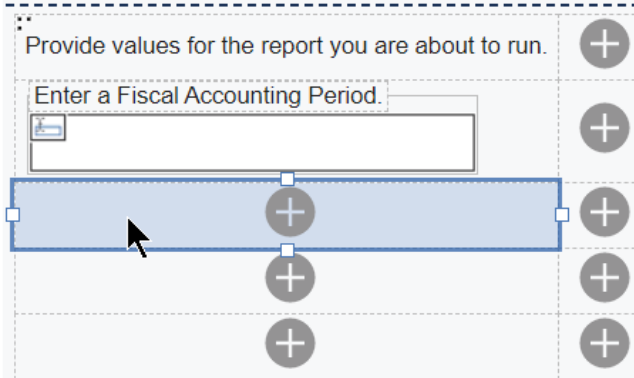 Provide values for the report you are about to run.
Enter a Fiscal Accounting Period.